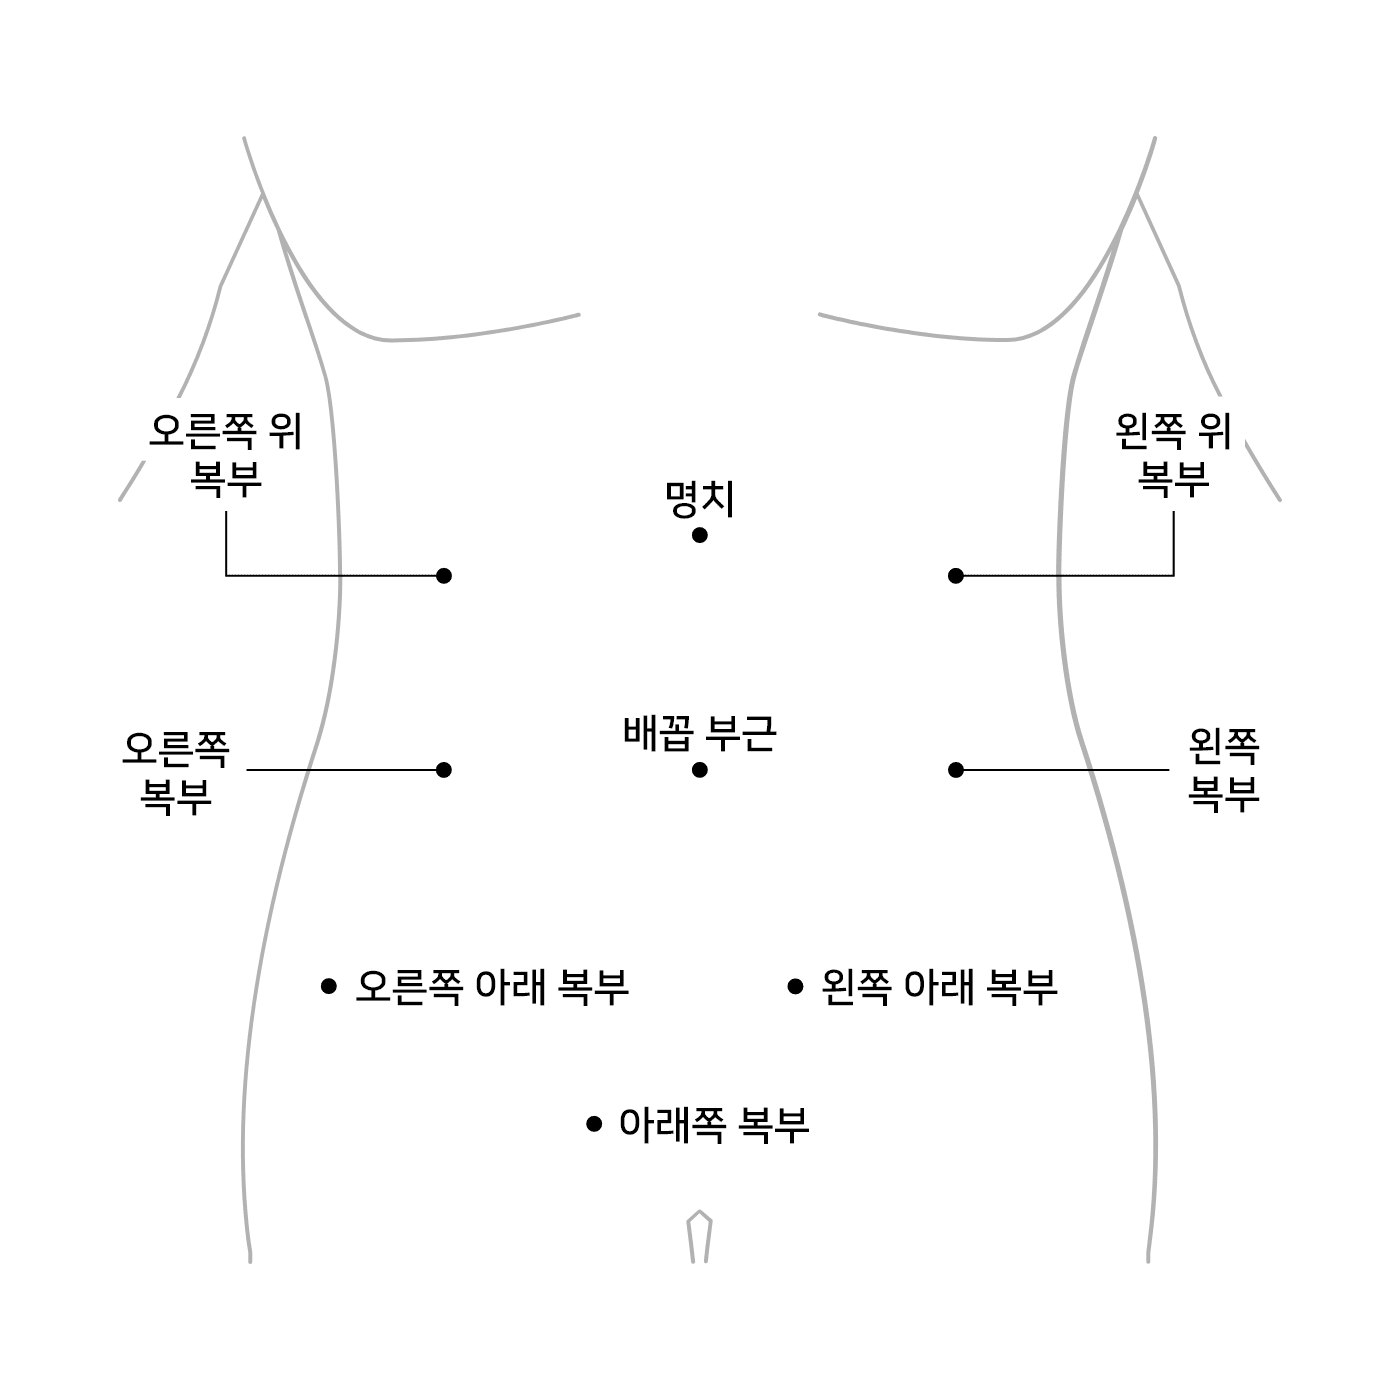 오른쪽 위
복부
왼쪽 위
복부
명치
오른쪽
복부
배꼽 부근
왼쪽
복부
오른쪽 아래 복부
왼쪽 아래 복부
아래쪽 복부